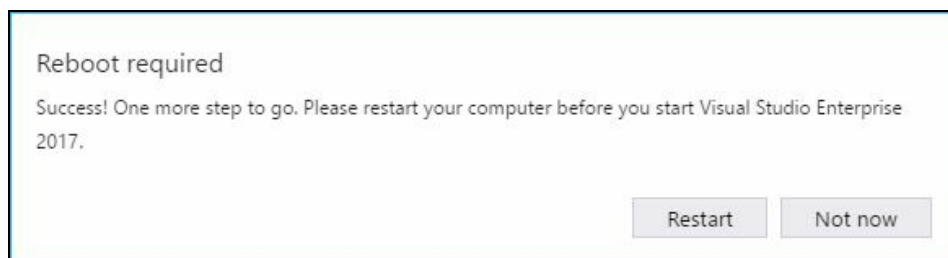 Reboot required
Success! One more step to go. Please restart your computer before you start Visual Studio Enterprise
2017.
Restart
Not now